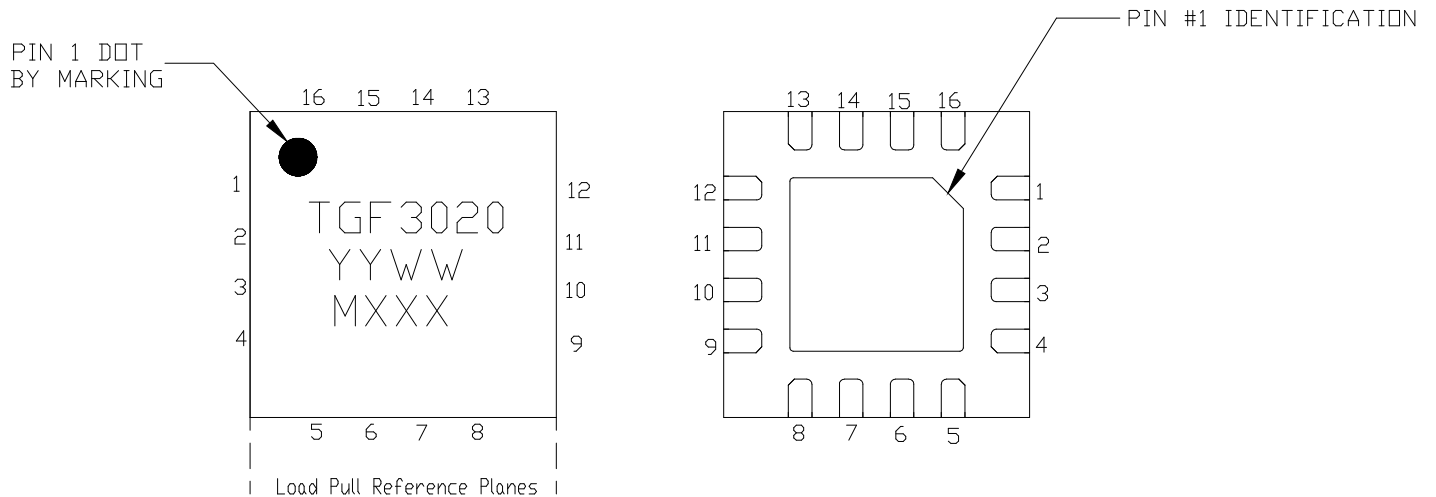 PIN #1 IDENTIFICATION
PIN 1 DOT
BY MARKING
16 15 14 13
13 14 15 16
1
2
3
4
12
11
10
9
TGF3020
YYWW
MXXX
12
11
10
9
1
2
3
4
5 6 7 8
8 7 6 5
Load Pull Reference Planes